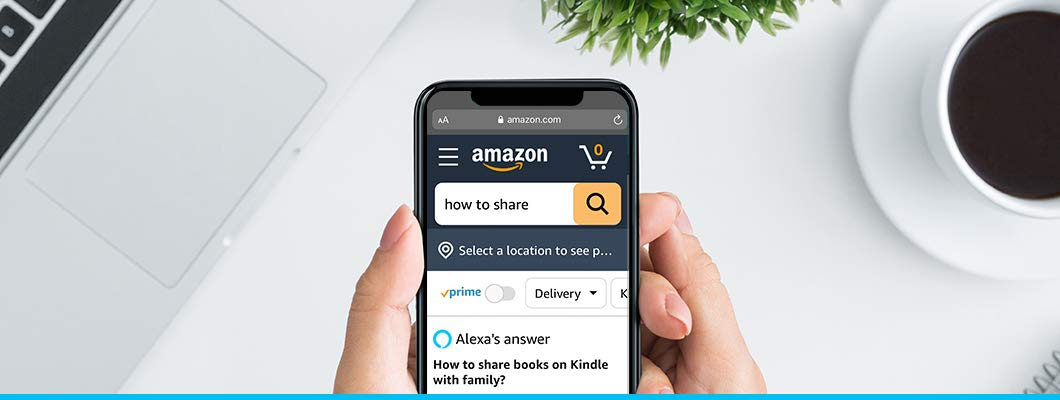 AA
amazon.com
amazon
0
how to share
Select a location to see p...
prime
Delivery
K
Alexa's answer
How to share books on Kindle
with family?